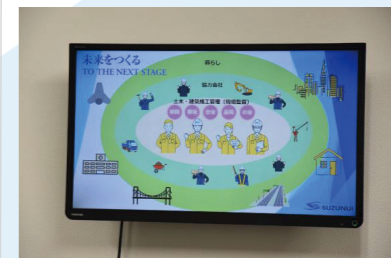 未来をつくる
TO THE NEXT STAGE
暮らし
協力会社
土木・建築施工管理（現場監督）
SUZUNUI